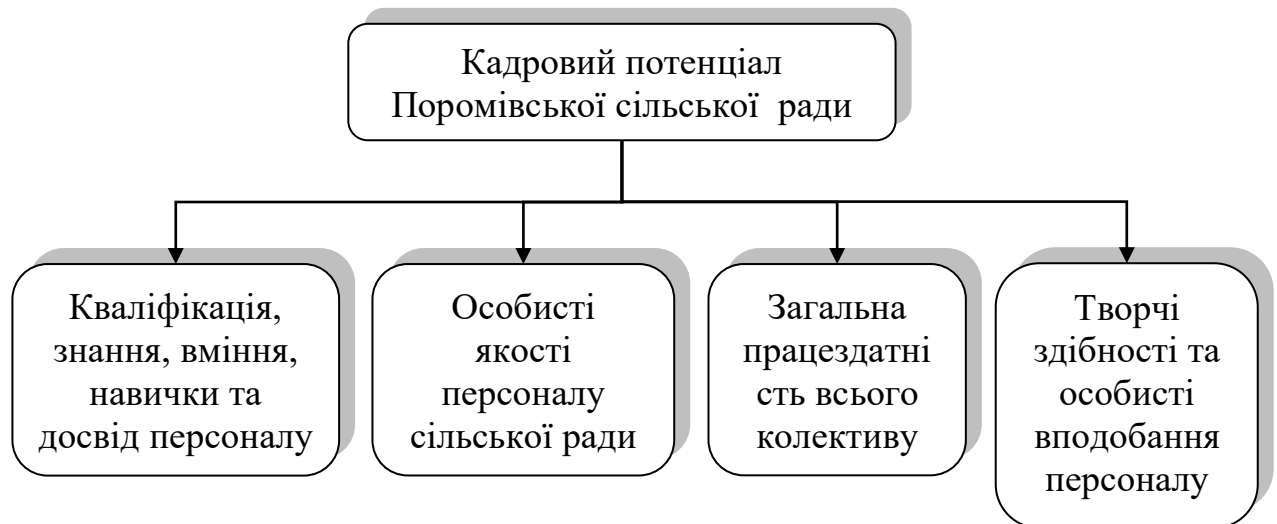 Кадровий потенціал
Поромівської сільської ради
Кваліфікація,
знання, вміння,
навички та
досвід персоналу
Особисті
якості
персоналу
сільської ради
Загальна
працездатні
сть всього
колективу
Творчі
здібності та
особисті
вподобання
персоналу